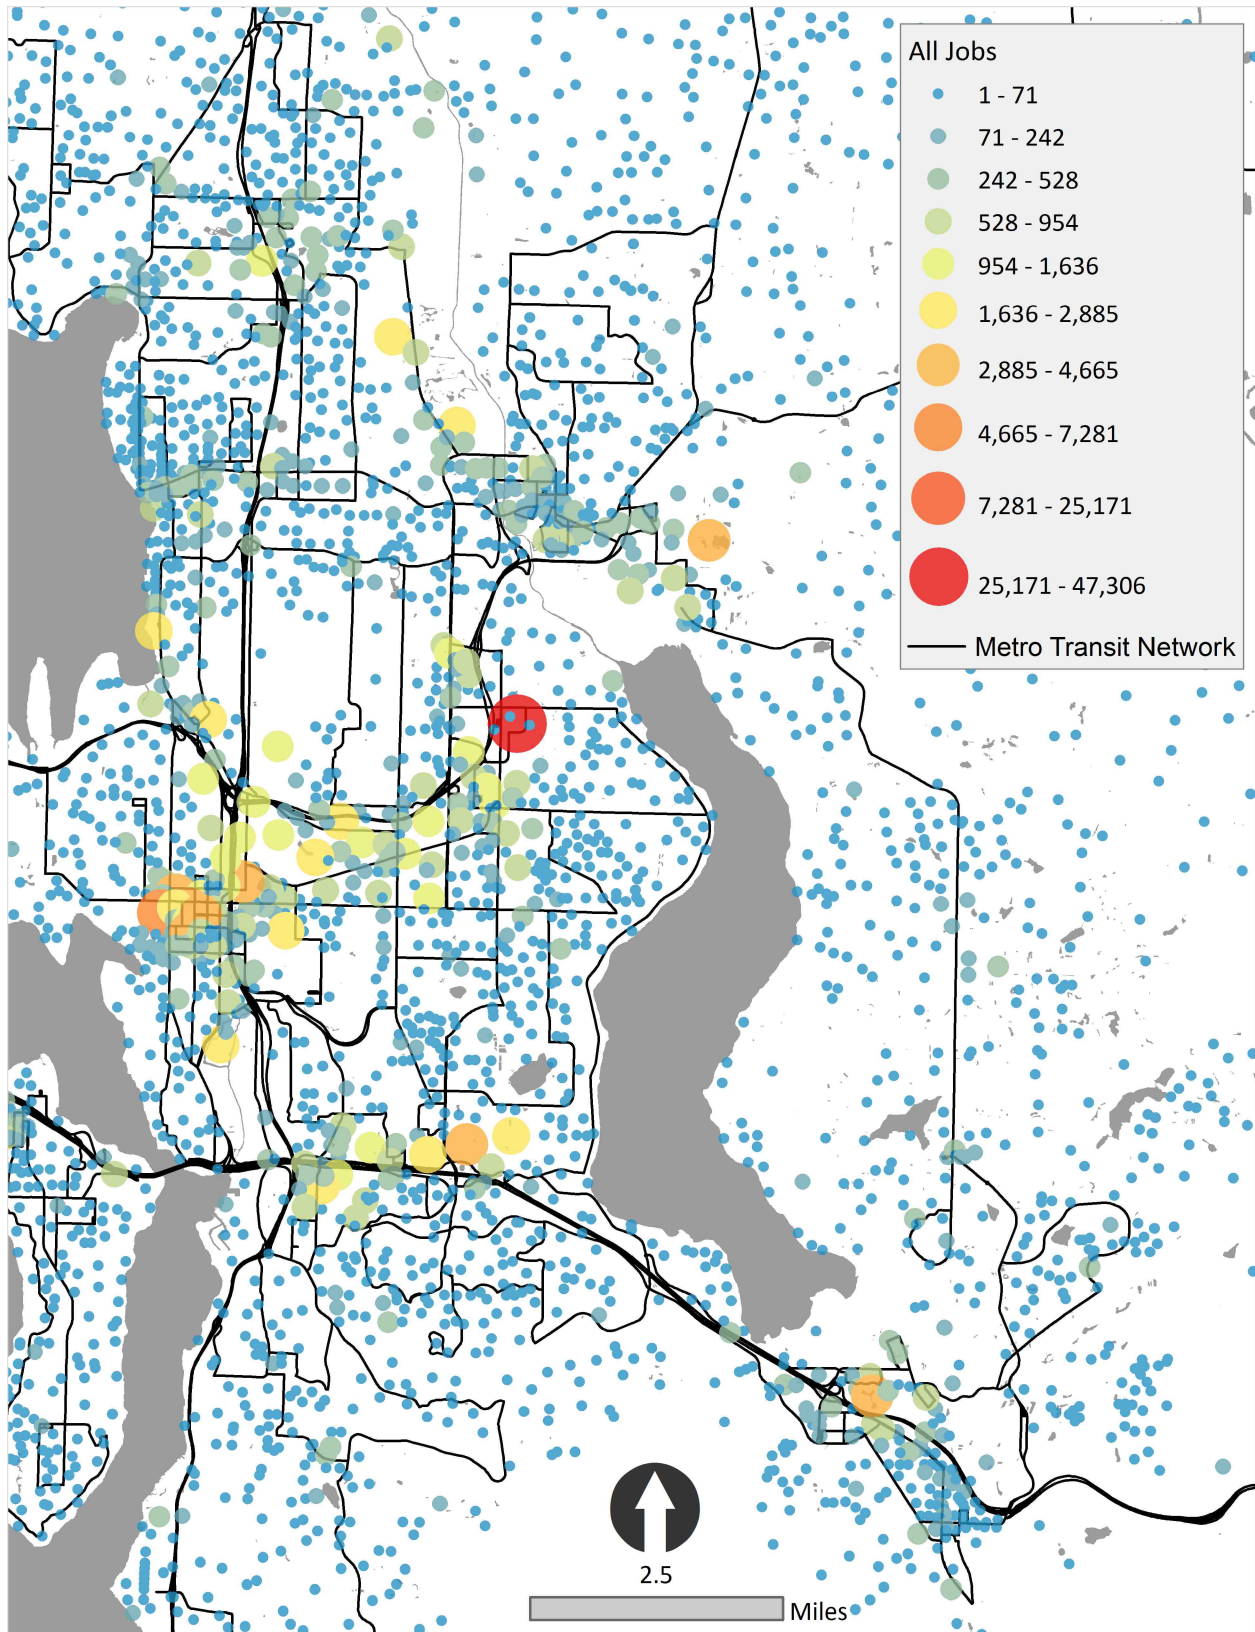 All Jobs
1 - 71
71 - 242
242 - 528
528 - 954
954 - 1,636
1,636 - 2,885
2,885 - 4,665
4,665 - 7,281
7,281 - 25,171
25,171 - 47,306
Metro Transit Network
2.5
Miles